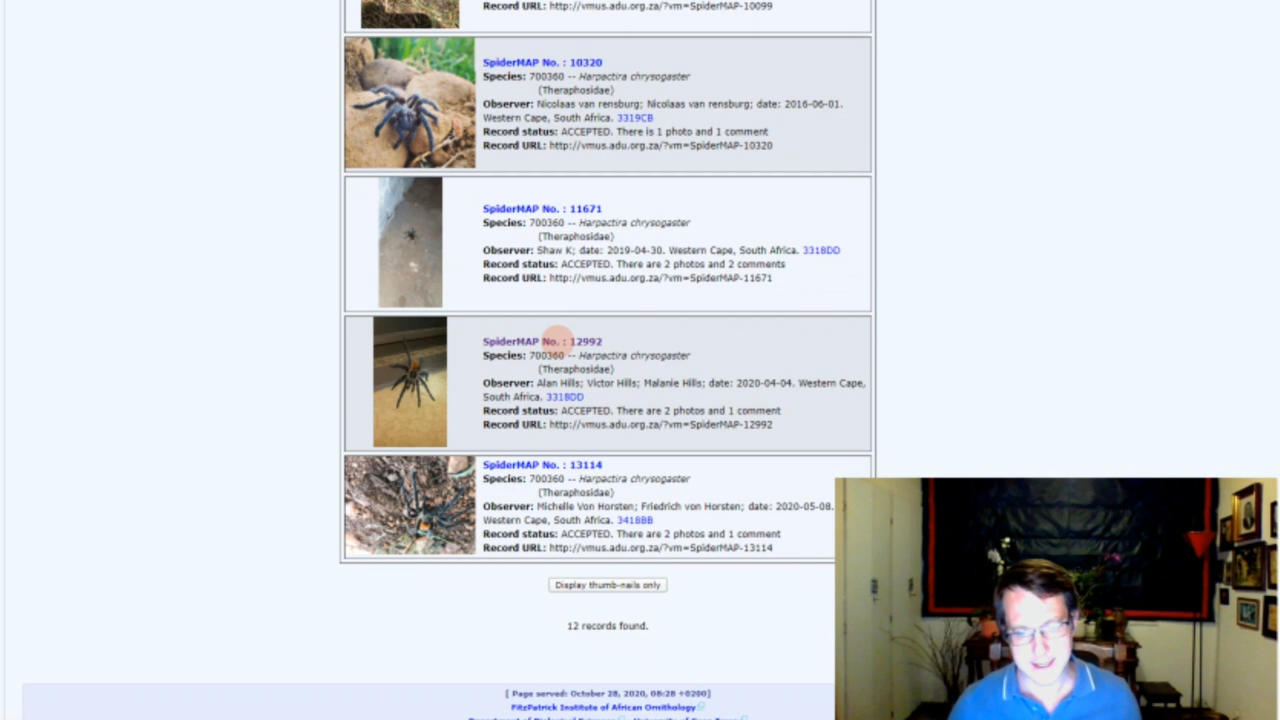 Record URL: http://vmus.adu.org.za/?vm=SpiderMAP-10099
SpiderMAP No. : 10320
Species: 700360 -- Harpactira chrysogaster
(Theraphosidae)
Observer: Nicolaas van rensburg; Nicolaas van rensburg; date: 2016-06-01.
Western Cape, South Africa. 3319CB
Record status: ACCEPTED. There is 1 photo and 1 comment
Record URL: http://vmus.adu.org.za/?vm=SpiderMAP-10320
SpiderMAP No. : 11671
Species: 700360 -- Harpactira chrysogaster
(Theraphosidae)
Observer: Shaw K; date: 2019-04-30. Western Cape, South Africa. 3318DD
Record status: ACCEPTED. There are 2 photos and 2 comments
Record URL: http://vmus.adu.org.za/?vm=SpiderMAP-11671
SpiderMAP No. : 12992
Species: 700360 -- Harpactira chrysogaster
(Theraphosidae)
Observer: Alan Hills; Victor Hills; Malanie Hills; date: 2020-04-04. Western Cape,
South Africa. 3318DD
Record status: ACCEPTED. There are 2 photos and 1 comment
Record URL: http://vmus.adu.org.za/?vm=SpiderMAP-12992
SpiderMAP No. : 13114
Species: 700360 -- Harpactira chrysogaster
(Theraphosidae)
Observer: Michelle Von Horsten; Friedrich von Horsten; date: 2020-05-08.
Western Cape, South Africa. 3418BB
Record status: ACCEPTED. There are 2 photos and 1 comment
Record URL: http://vmus.adu.org.za/?vm=SpiderMAP-13114
Display thumb-nails only
12 records found.
[ Page served: October 28, 2020, 08:28 +0200]
FitzPatrick Institute of African Ornithology